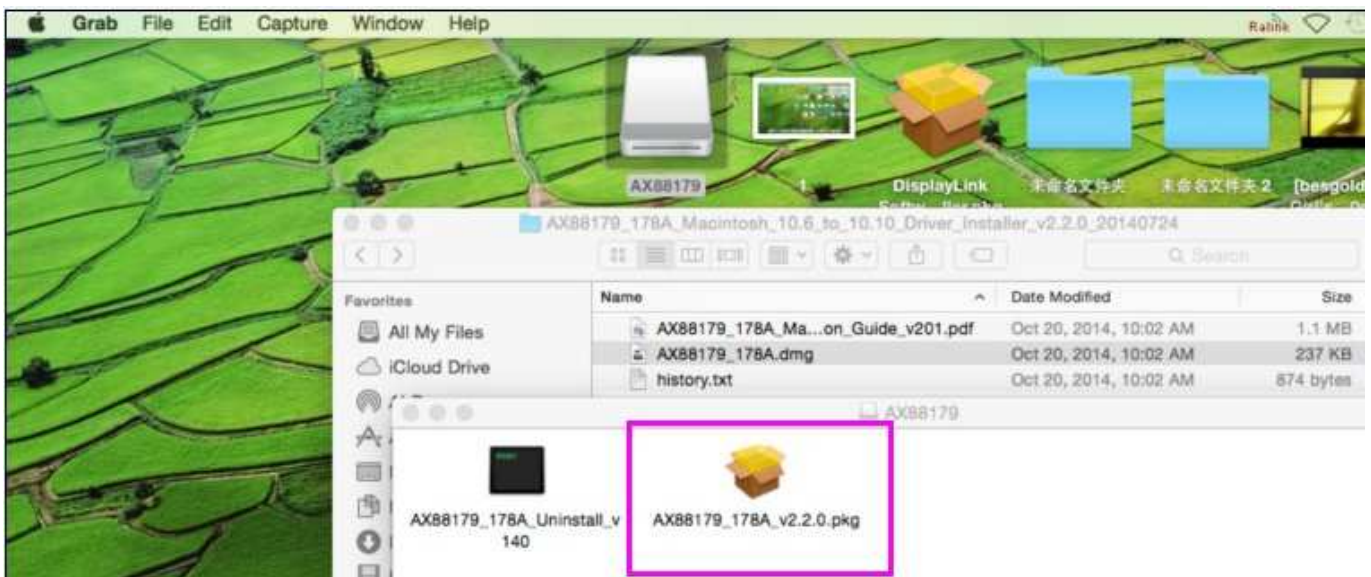 Grab File Edit Capture Window Help
Ralink
AX88179
1
DisplayLink
未命名文件夹
未命名文件夹 2
[besgold
AX88179_178A_Macintosh_10.6_to_10.10_Driver_Installer_v2.2.0_20140724
Search
Favorites
Name Date Modified Size
All My Files
AX88179_178A_Ma...on_Guide_v201.pdf Oct 20, 2014, 10:02 AM 1.1 MB
AX88179_178A.dmg Oct 20, 2014, 10:02 AM 237 KB
iCloud Drive
history.txt Oct 20, 2014, 10:02 AM 874 bytes
AX88179
AX88179_178A_Uninstall_v
140
AX88179_178A_v2.2.0.pkg